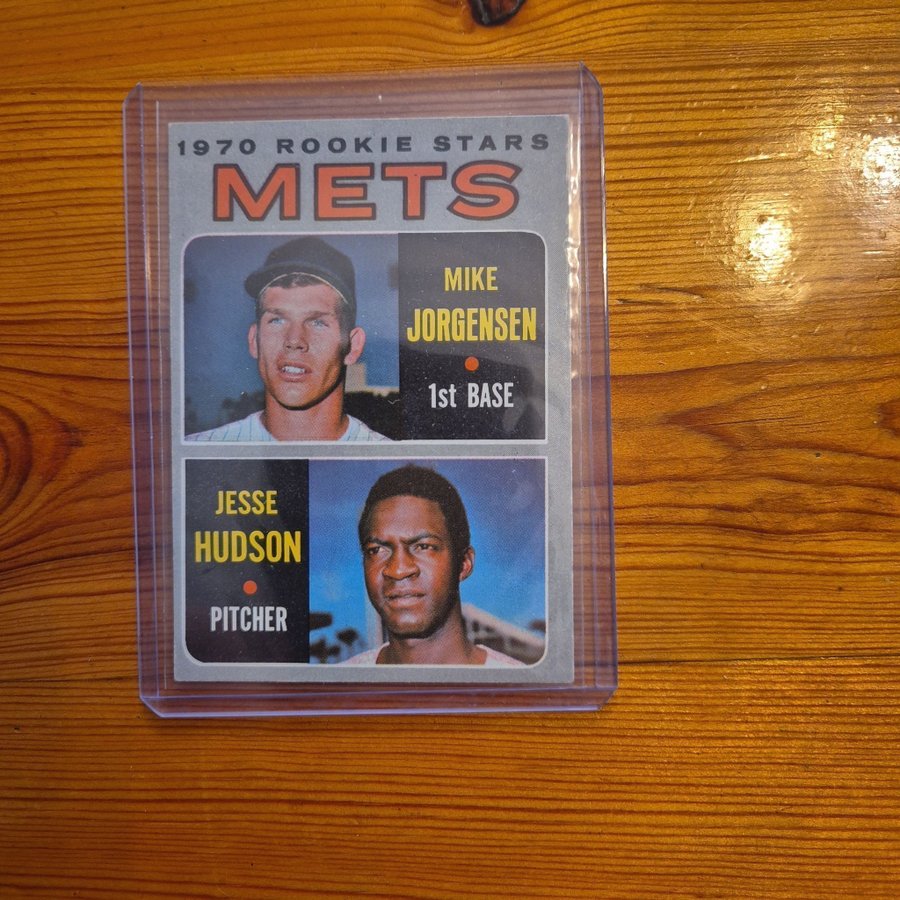 1970 ROOKIE STARS
METS
MIKE
JORGENSEN
1st BASE
JESSE
HUDSON
PITCHER